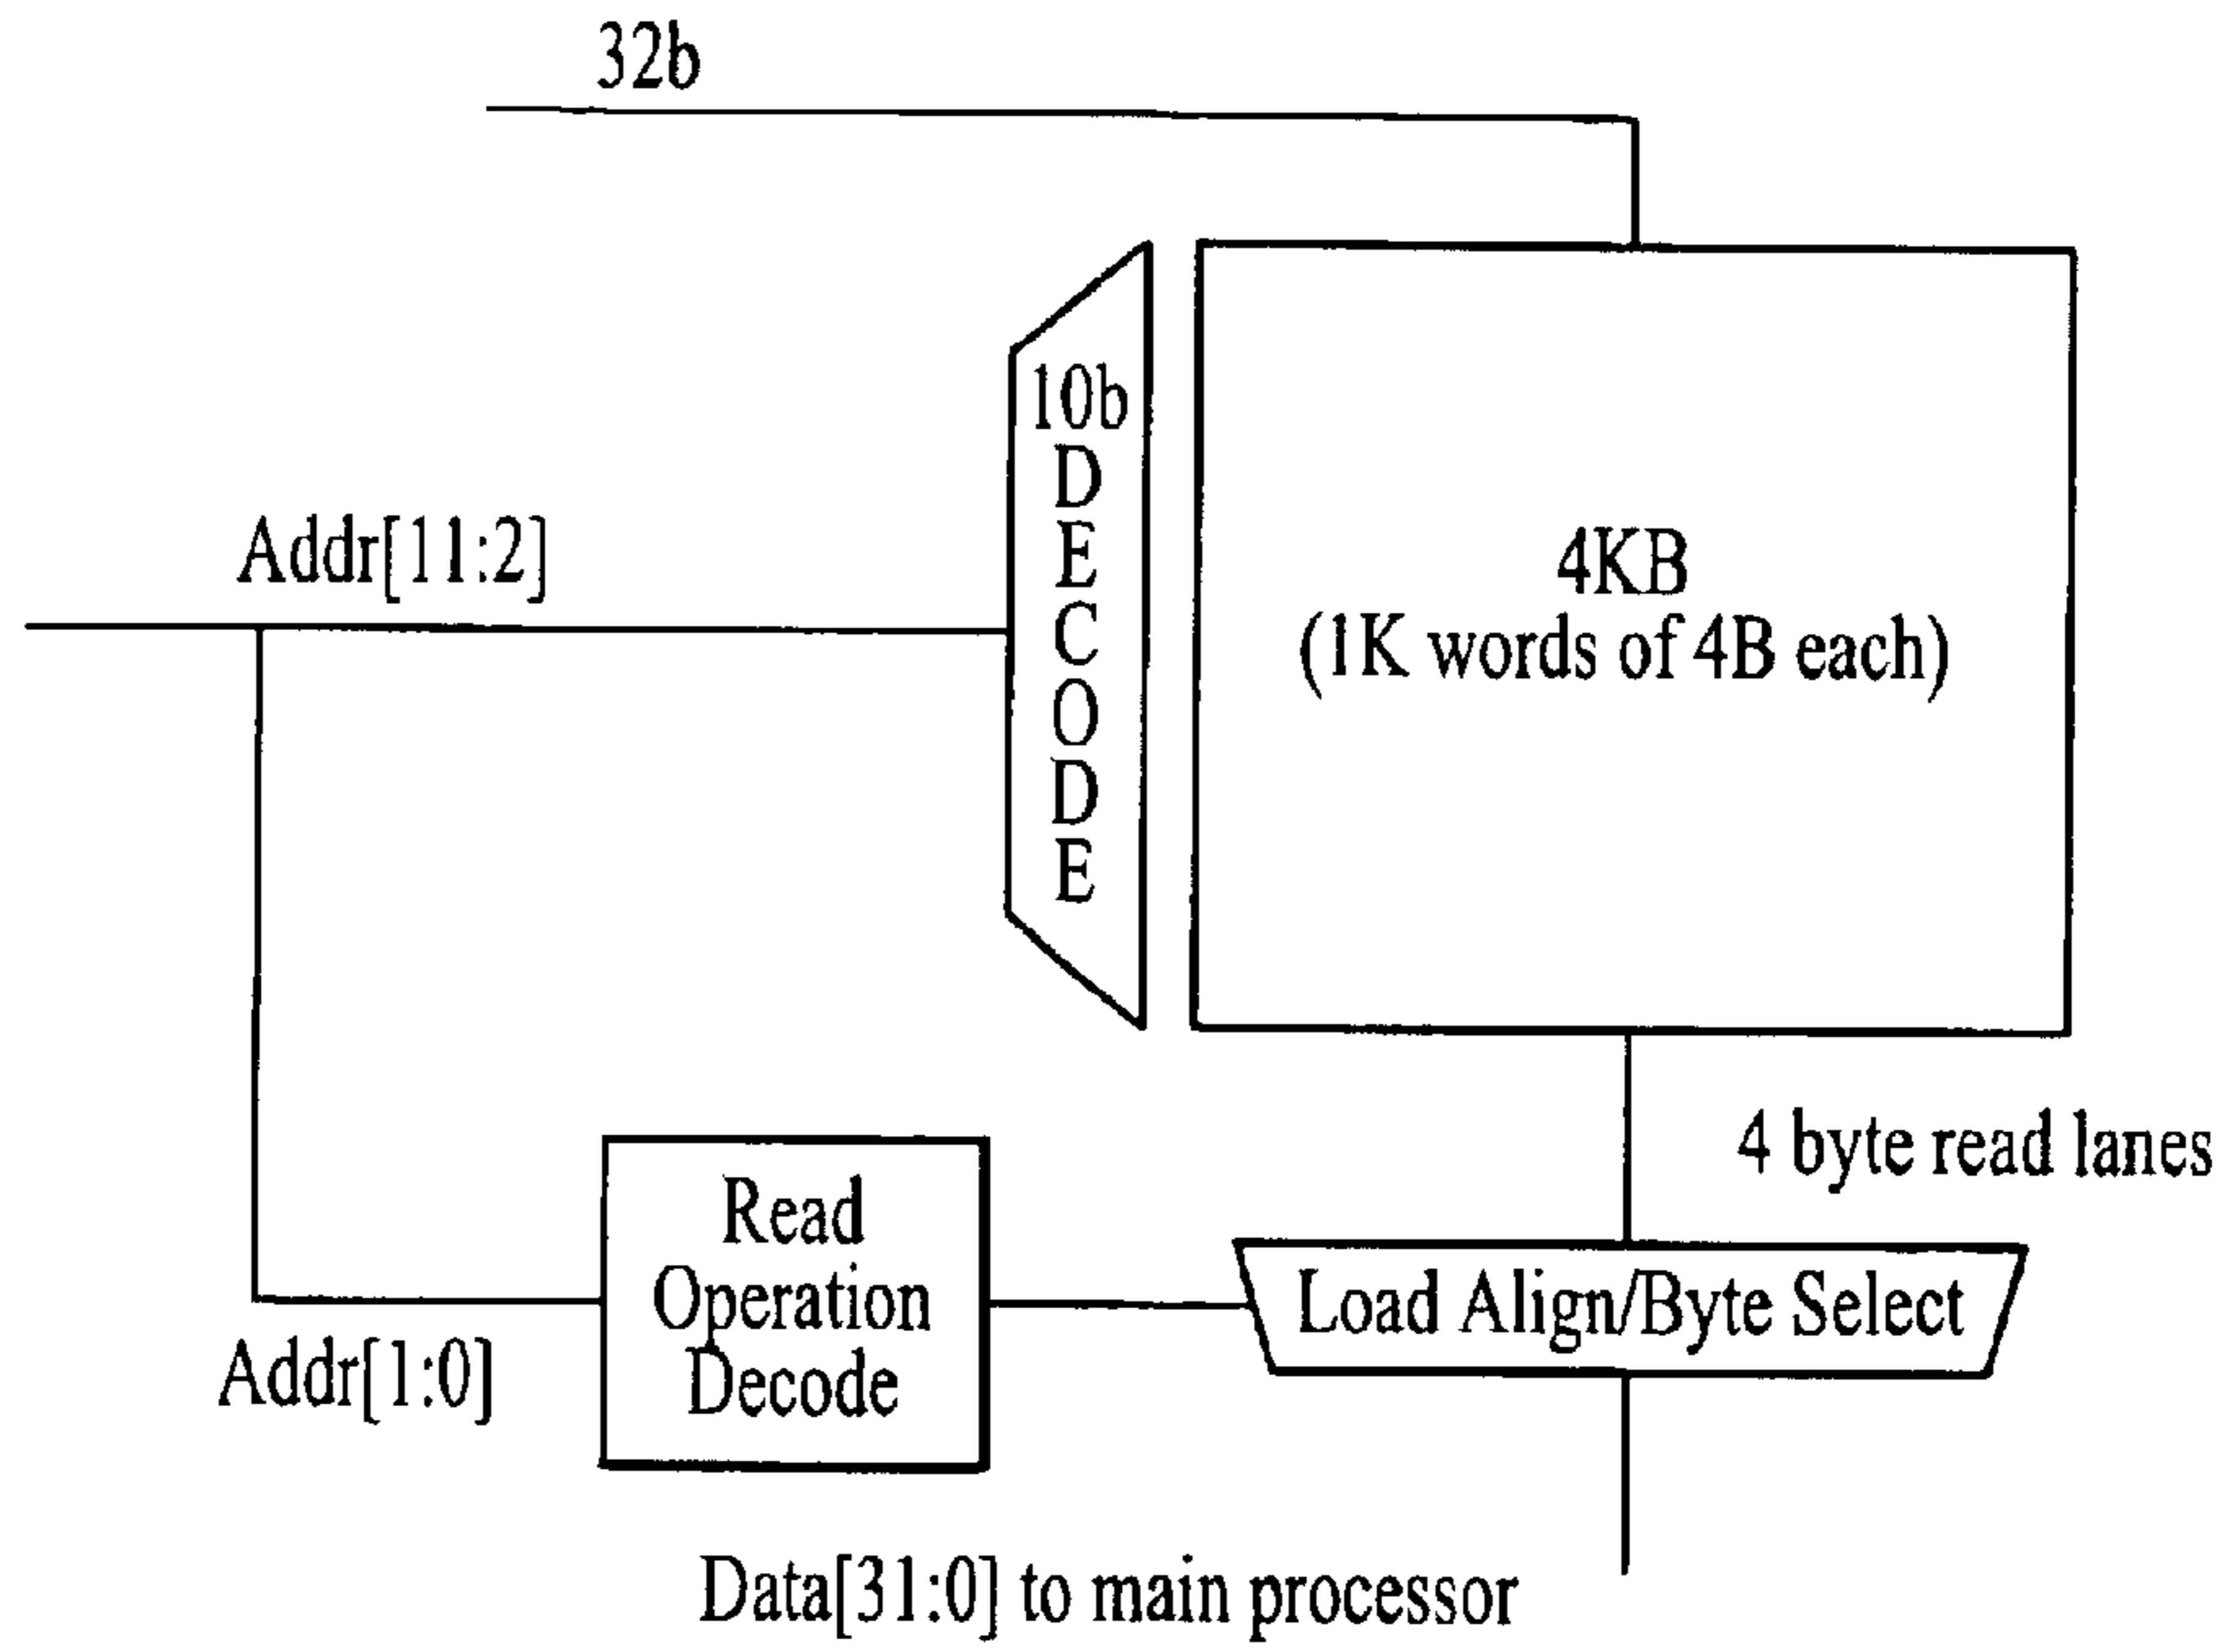 32b
10b
D
E
C
O
D
E
Addr[11:2]
4KB
(1K words of 4B each)
4 byte read lanes
Read
Operation
Decode
Load Align/Byte Select
Addr[1:0]
Data[31:0] to main processor